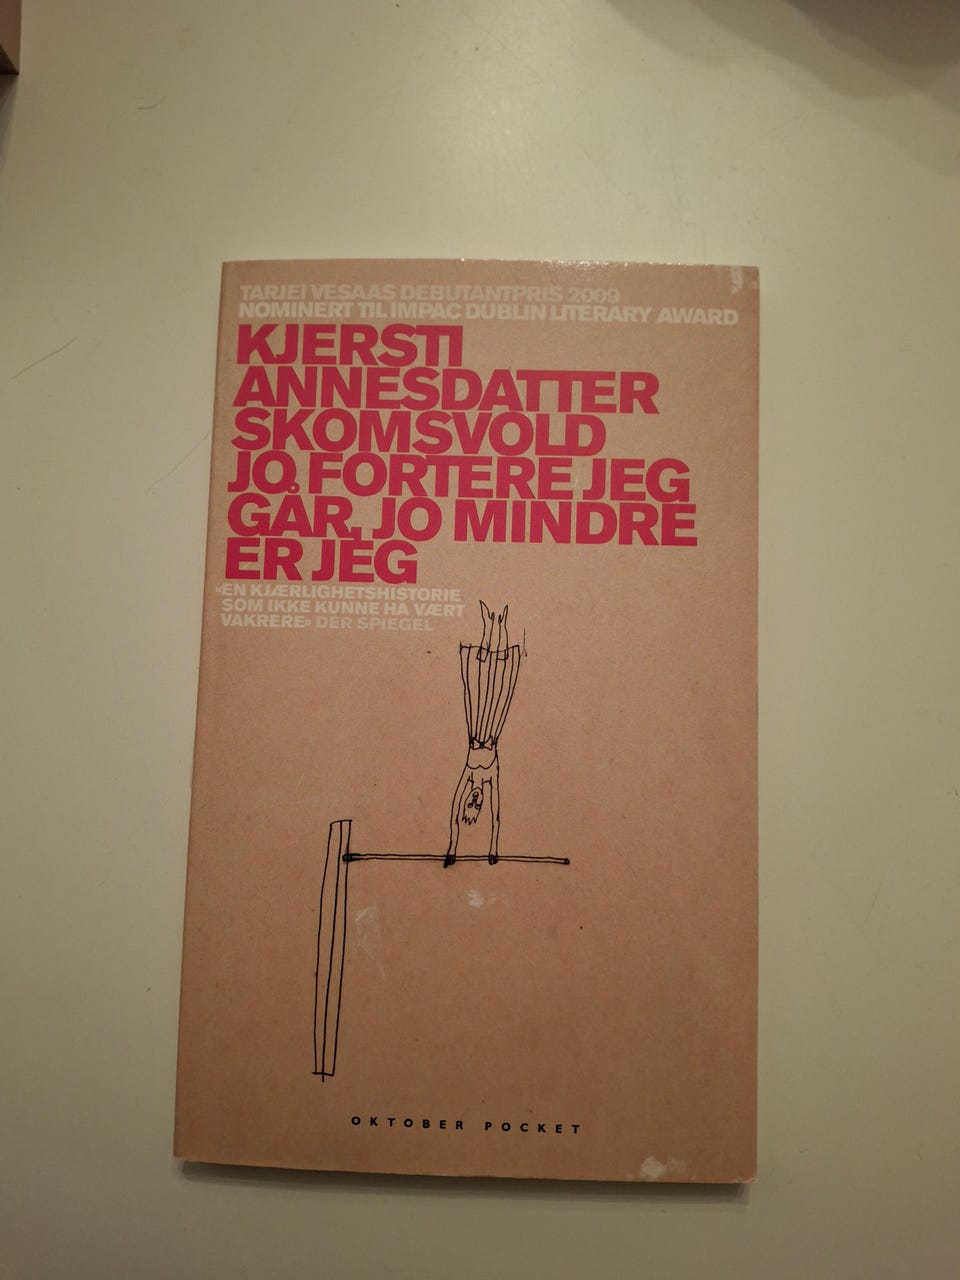 TARJEI VESAAS DEBUTANTPRIS 2009
NOMINERT TIL IMPAC DUBLIN LITERARY AWARD
KJERSTI
ANNESDATTER
SKOMSVOLD
JO FORTERE JEG
GÅR, JO MINDRE
ER JEG
«EN KJÆRLIGHETSHISTORIE
SOM IKKE KUNNE HA VÆRT
VAKRERE» DER SPIEGEL
OKTOBER POCKET